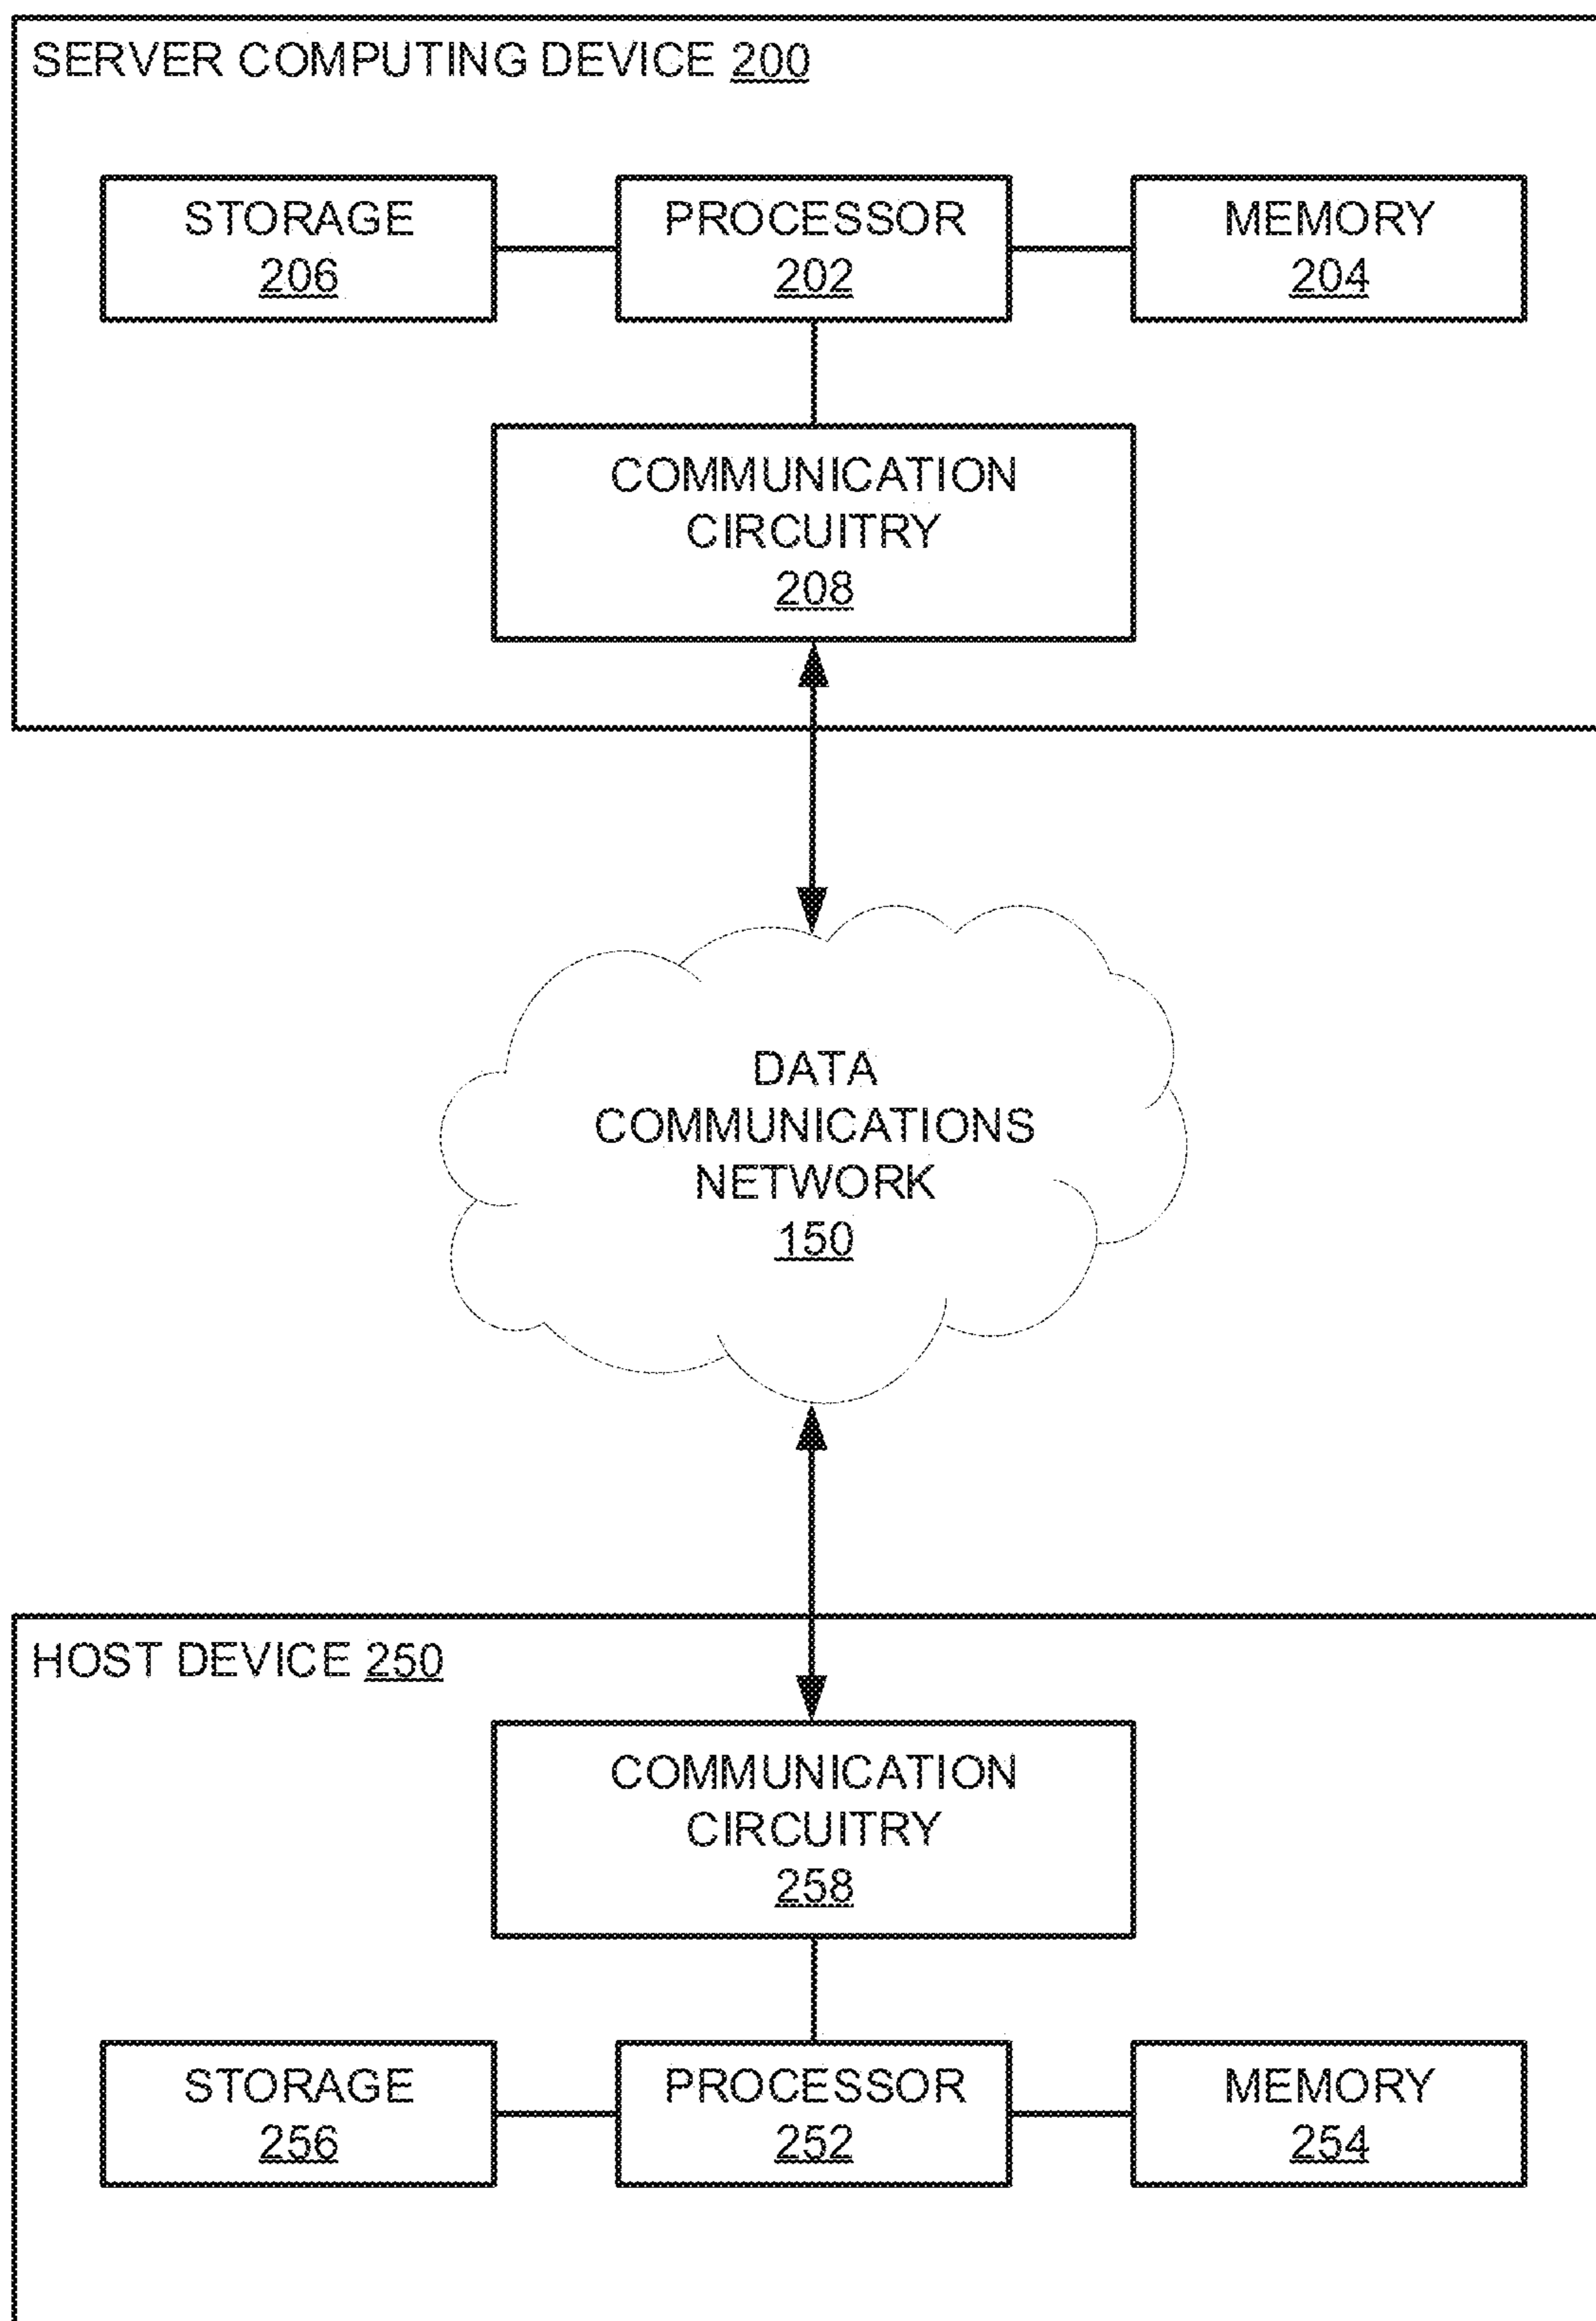 SERVER COMPUTING DEVICE 200
STORAGE
206
PROCESSOR
202
MEMORY
204
COMMUNICATION
CIRCUITRY
208
DATA
COMMUNICATIONS
NETWORK
150
HOST DEVICE 250
COMMUNICATION
CIRCUITRY
258
STORAGE
256
PROCESSOR
252
MEMORY
254